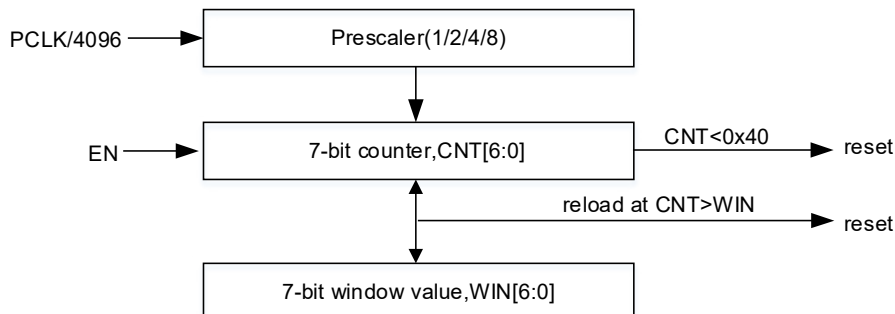 PCLK/4096
Prescaler(1/2/4/8)
EN
7-bit counter,CNT[6:0]
CNT<0x40
reset
reload at CNT>WIN
reset
7-bit window value,WIN[6:0]